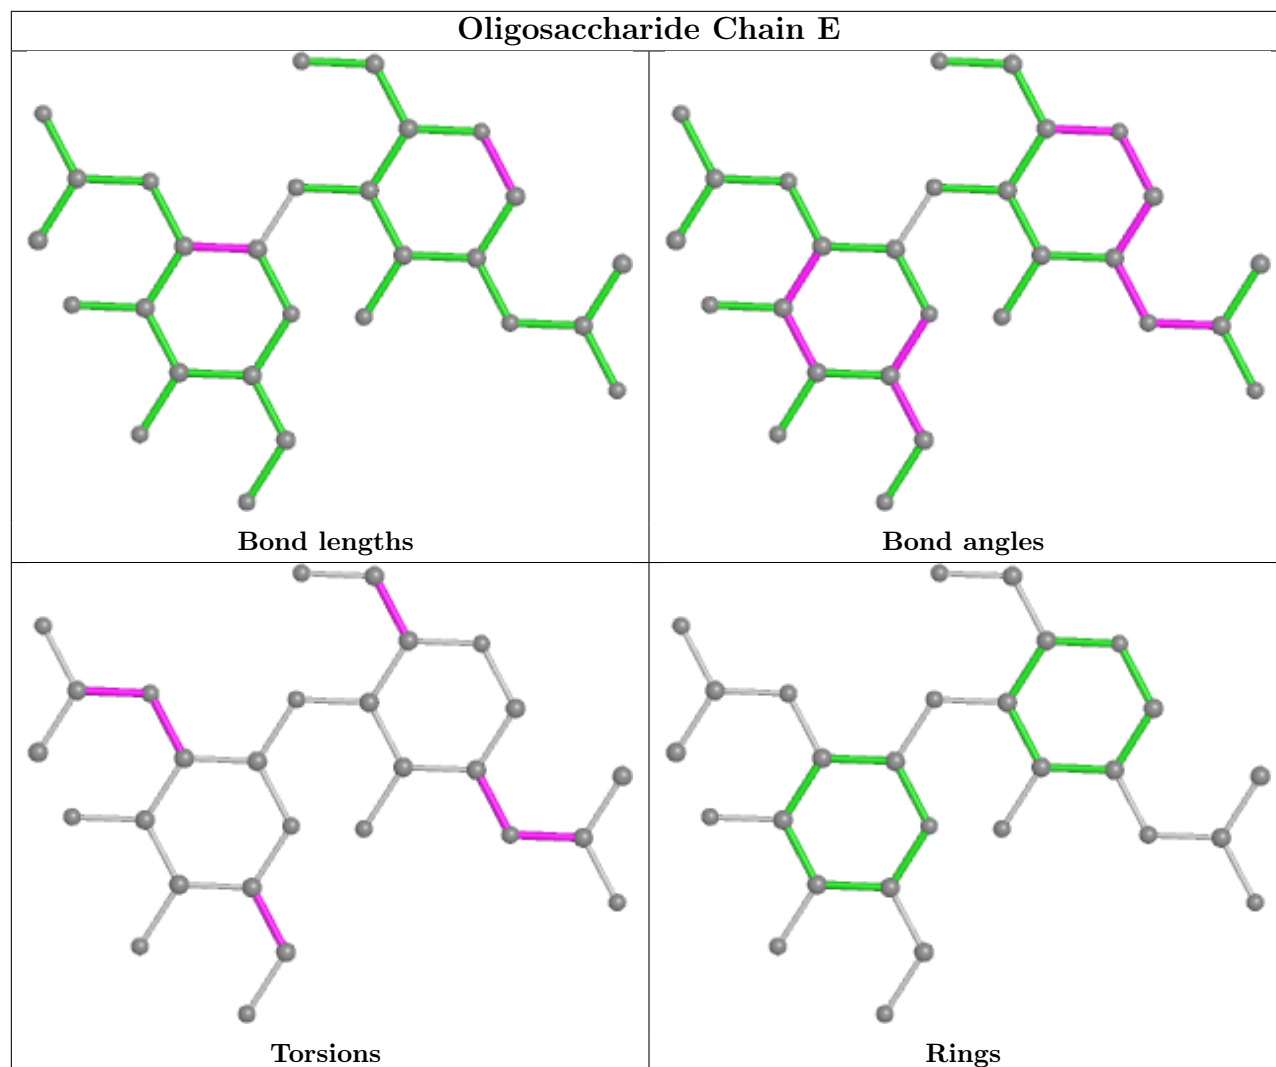 Oligosaccharide Chain E
Bond lengths
Bond angles
Torsions
Rings